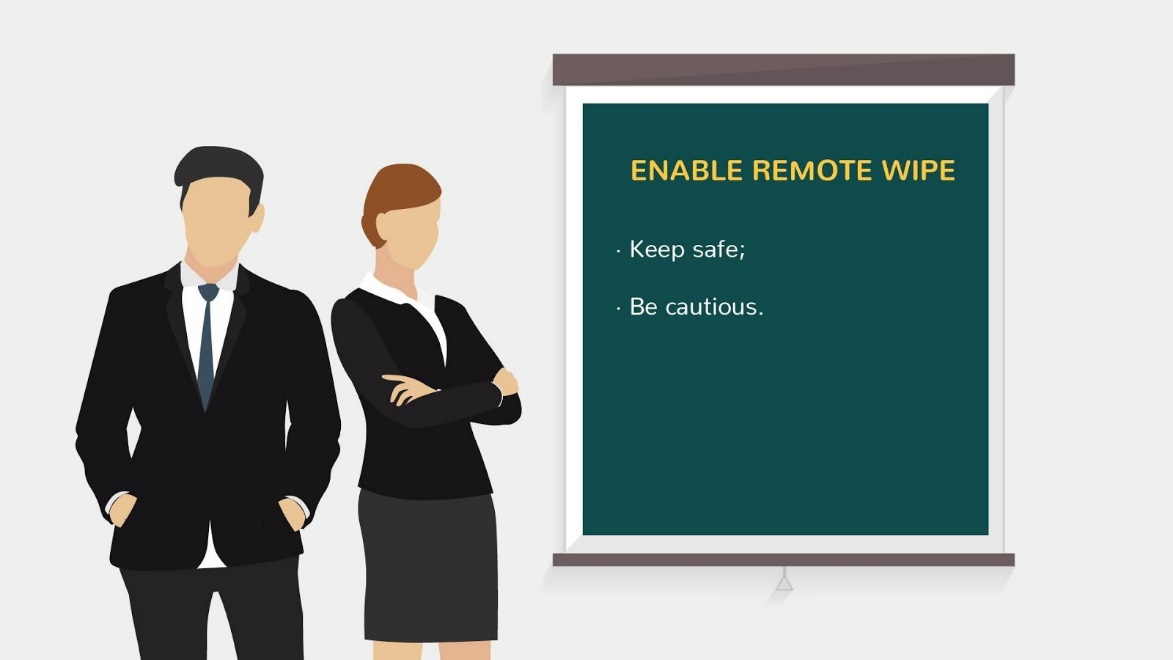 ENABLE REMOTE WIPE
· Keep safe;
· Be cautious.